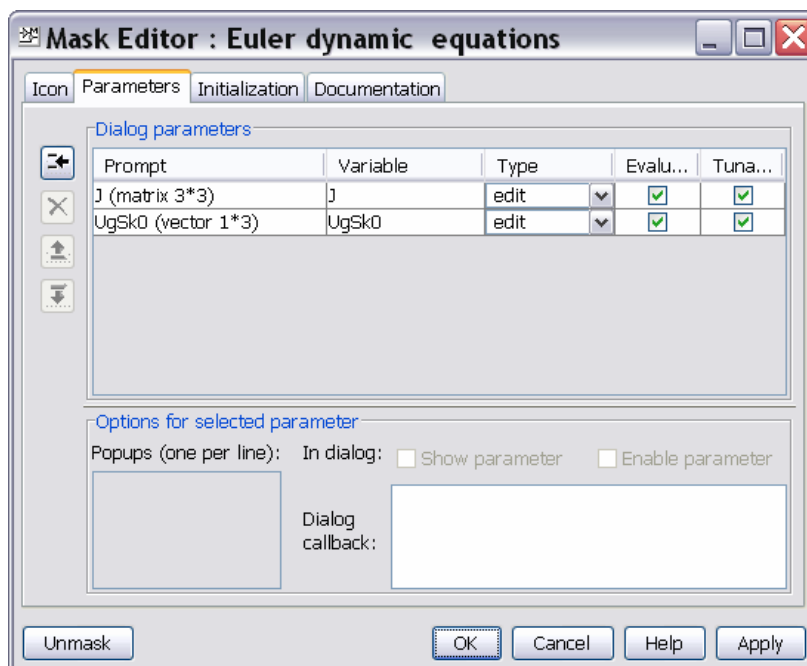 Mask Editor : Euler dynamic equations
Icon Parameters Initialization Documentation
Dialog parameters
Prompt Variable Type Evalu... Tuna...
J (matrix 3*3) J edit
UgSk0 (vector 1*3) UgSk0 edit
Options for selected parameter
Popups (one per line): In dialog: Show parameter Enable parameter
Dialog
callback:
Unmask OK Cancel Help Apply